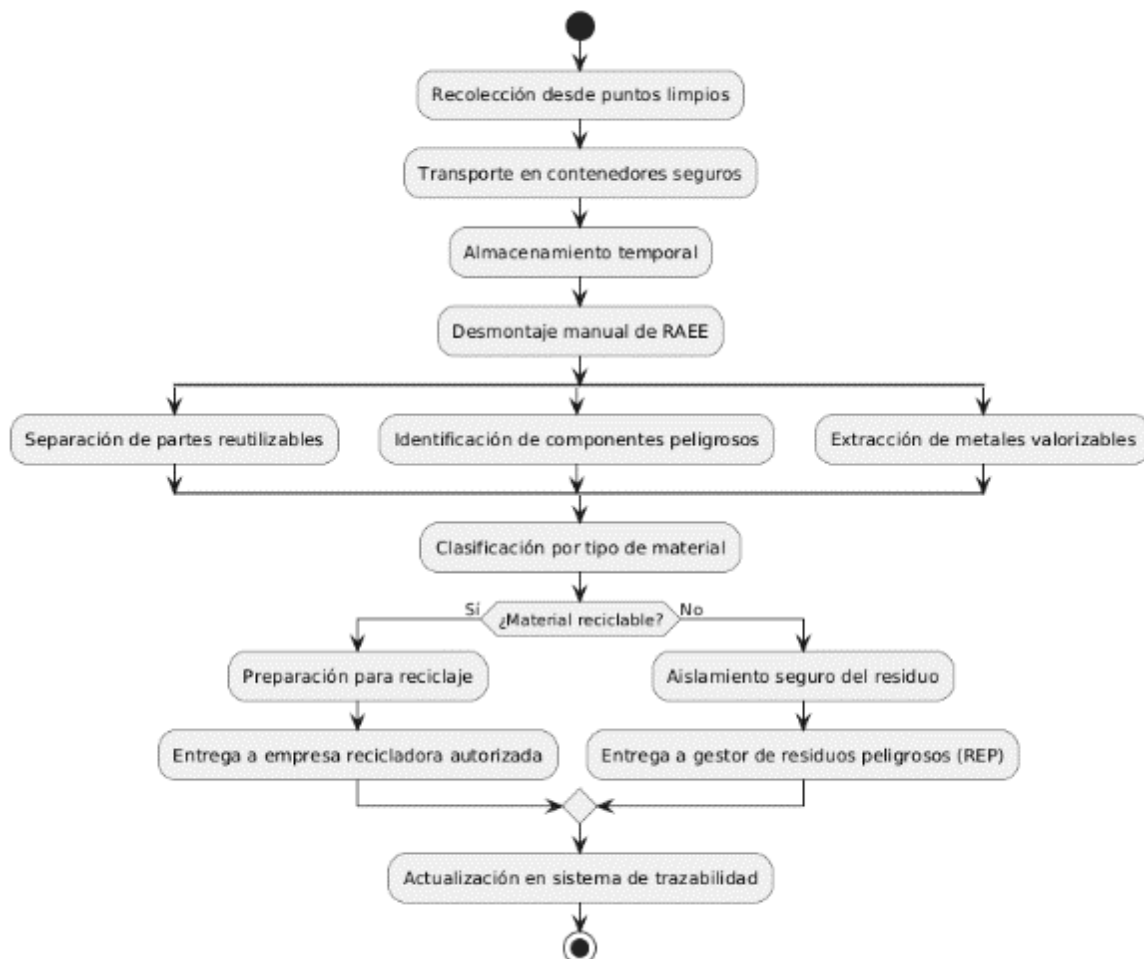 Recolección desde puntos limpios
Transporte en contenedores seguros
Almacenamiento temporal
Desmontaje manual de RAEE
Separación de partes reutilizables
Identificación de componentes peligrosos
Extracción de metales valorizables
Clasificación por tipo de material
Sí
¿Material reciclable?
No
Preparación para reciclaje
Aislamiento seguro del residuo
Entrega a empresa recicladora autorizada
Entrega a gestor de residuos peligrosos (REP)
Actualización en sistema de trazabilidad